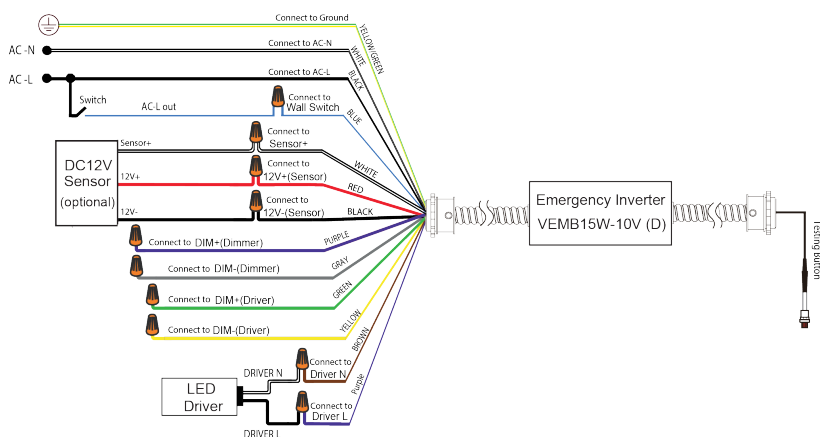 Connect to Ground
YELLOW/GREEN
AC -N
Connect to AC-N
WHITE
AC -L
Connect to AC-L
BLACK
Switch
AC-L out
Connect to
Wall Switch
BLUE
Sensor+
Connect to
Sensor+
WHITE
DC12V
Sensor
(optional)
12V+
Connect to
12V+(Sensor)
RED
12V-
Connect to
12V-(Sensor)
BLACK
Emergency Inverter
VEMB15W-10V (D)
Testing Button
Connect to DIM+(Dimmer)
PURPLE
Connect to DIM-(Dimmer)
GRAY
Connect to DIM+(Driver)
GREEN
Connect to DIM-(Driver)
YELLOW
BROWN
DRIVER N
Connect to
Driver N
Purple
LED
Driver
Connect to
Driver L
DRIVER L